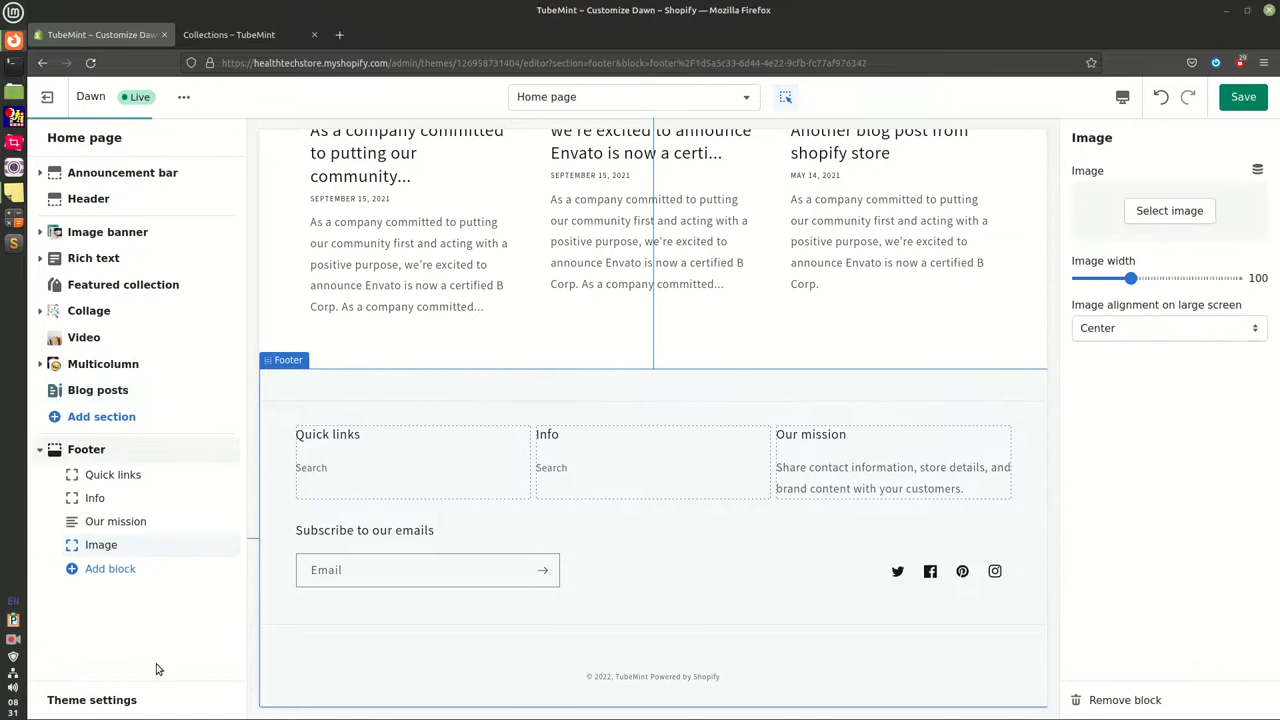 TubeMint – Customize Dawn – Shopify — Mozilla Firefox
TubeMint – Customize Daw
Collections – TubeMint
https://healthtechstore.myshopify.com/admin/themes/126958731404/editor?section=footer&block=footer%2F1d5a5c33-6d44-4e22-9cfb-fc77af976342
29
Dawn
Live
Home page
Save
Home page
Announcement bar
Header
Image banner
Rich text
Featured collection
Collage
Video
Multicolumn
Blog posts
Add section
Footer
Quick links
Info
Our mission
Image
Add block
Theme settings
En
08
31
As a company committed
to putting our
community...
SEPTEMBER 15, 2021
As a company committed to putting
our community first and acting with a
positive purpose, we're excited to
announce Envato is now a certified B
Corp. As a company committed...
we're excited to announce
Envato is now a certi...
SEPTEMBER 15, 2021
As a company committed to putting
our community first and acting with a
positive purpose, we're excited to
announce Envato is now a certified B
Corp. As a company committed...
Another blog post from
shopify store
MAY 14, 2021
As a company committed to putting
our community first and acting with a
positive purpose, we're excited to
announce Envato is now a certified B
Corp.
Footer
Quick links
Search
Info
Search
Our mission
Share contact information, store details, and
brand content with your customers.
Subscribe to our emails
Email
© 2022, TubeMint Powered by Shopify
Image
Image
Select image
Image width
100
Image alignment on large screen
Center
Remove block